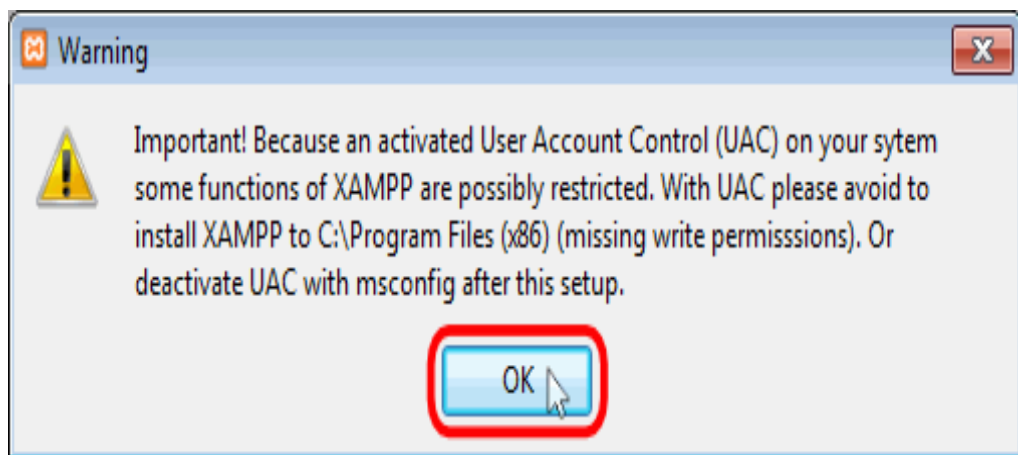 Warning
Important! Because an activated User Account Control (UAC) on your sytem
some functions of XAMPP are possibly restricted. With UAC please avoid to
install XAMPP to C:\Program Files (x86) (missing write permisssions). Or
deactivate UAC with msconfig after this setup.
OK